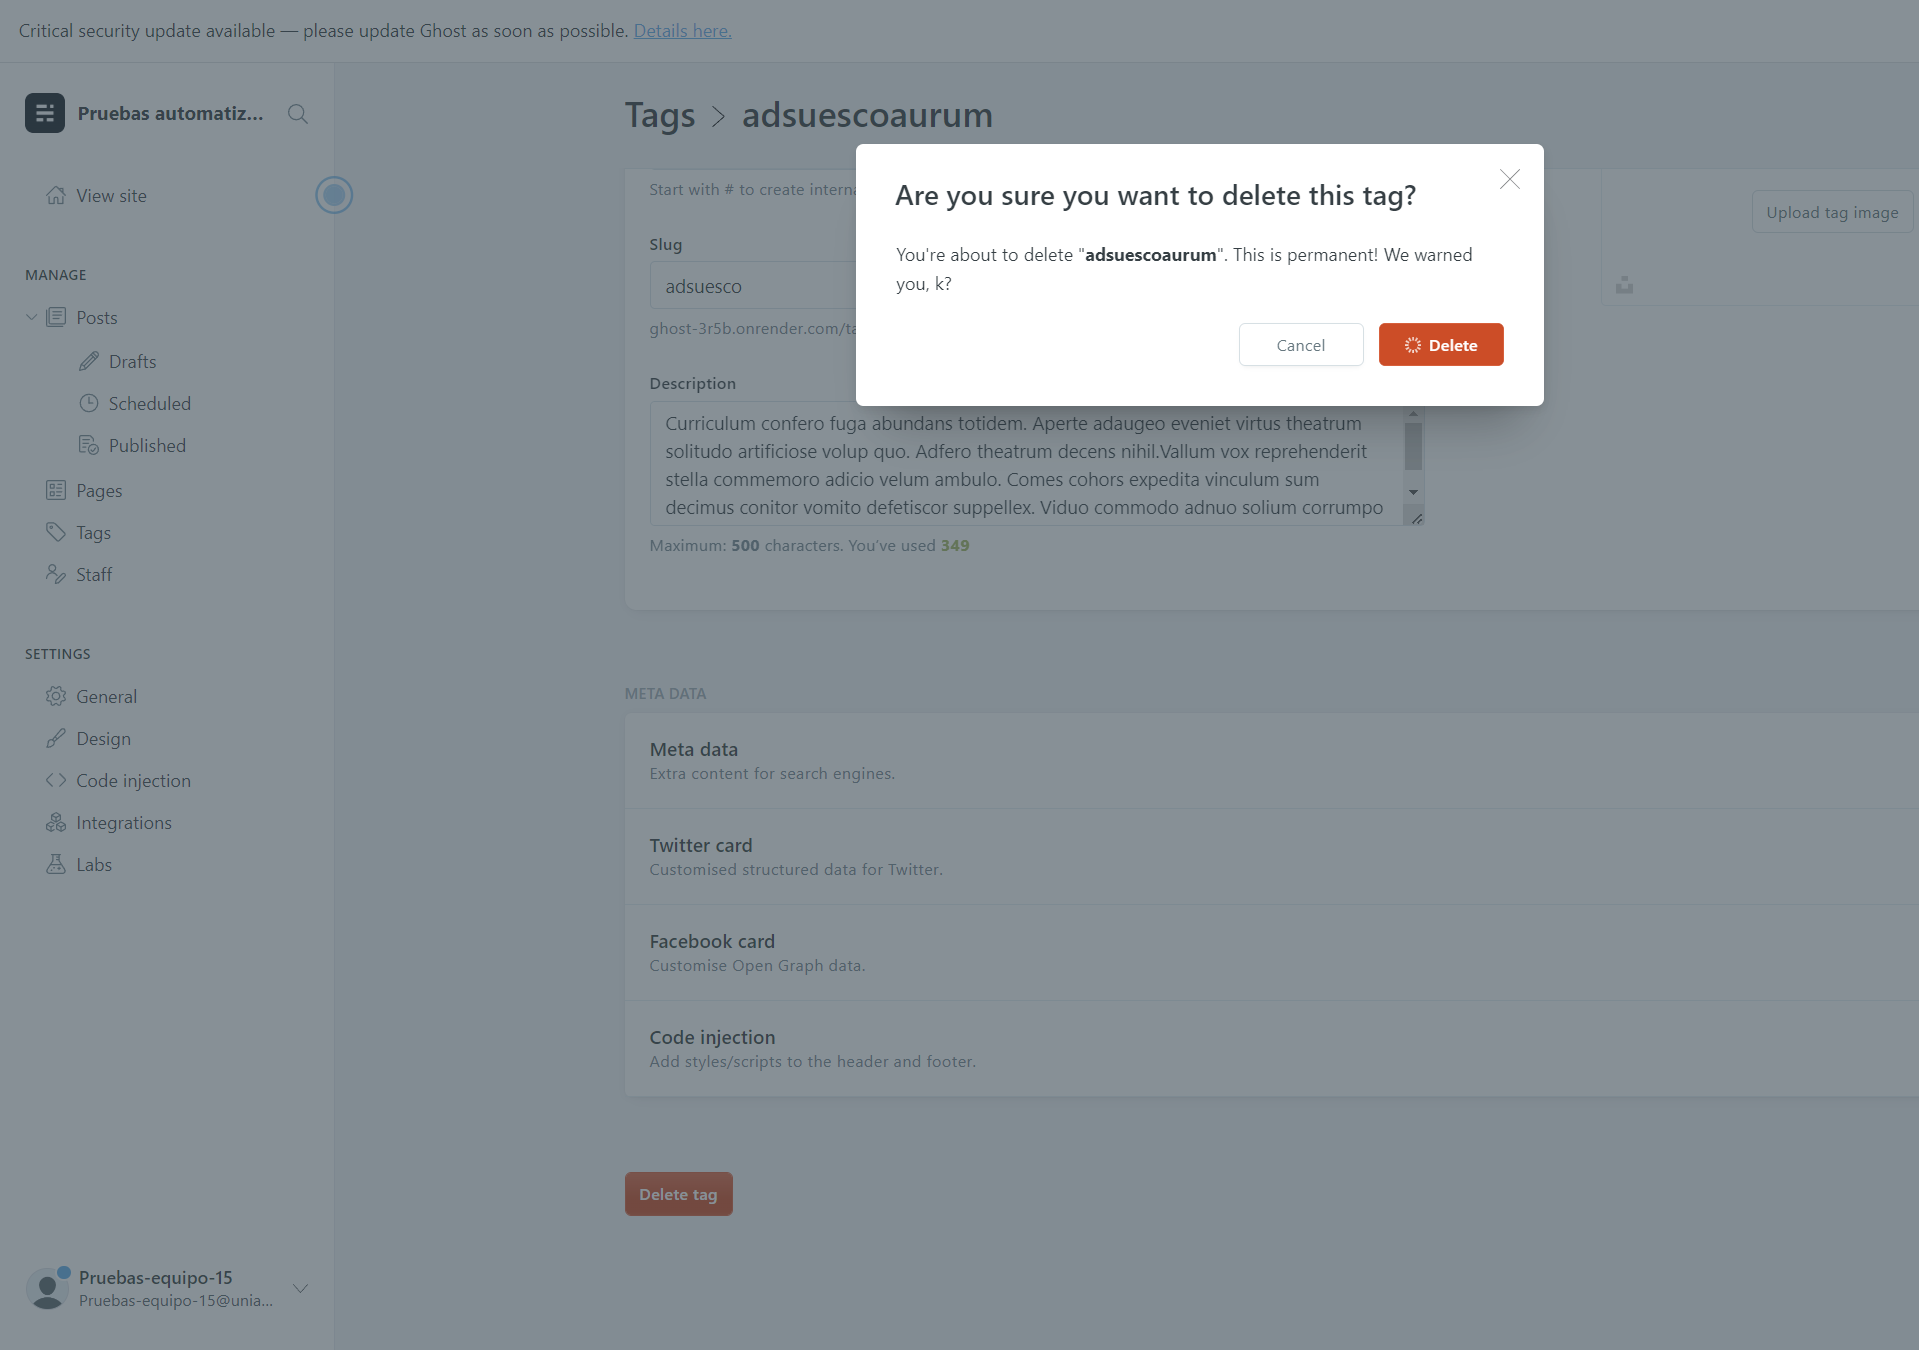 Critical security update available — please update Ghost as soon as possible. Details here.
Pruebas automatiz...
View site
MANAGE
Posts
Drafts
Scheduled
Published
Pages
Tags
Staff
SETTINGS
General
Design
Code injection
Integrations
Labs
Pruebas-equipo-15
Pruebas-equipo-15@unia...
Tags > adsuescoaurum
Start with # to create interna
Upload tag image
Slug
adsuesco
ghost-3r5b.onrender.com/ta
Description
Curriculum confero fuga abundans totidem. Aperte adaugeo eveniet virtus theatrum
solitudo artificiose volup quo. Adfero theatrum decens nihil.Vallum vox reprehenderit
stella commemoro adicio velum ambulo. Comes cohors expedita vinculum sum
decimus conitor vomito defetiscor suppellex. Viduo commodo adnuo solium corrumpo
Maximum: 500 characters. You've used 349
META DATA
Meta data
Extra content for search engines.
Twitter card
Customised structured data for Twitter.
Facebook card
Customise Open Graph data.
Code injection
Add styles/scripts to the header and footer.
Delete tag
Are you sure you want to delete this tag?
You're about to delete "adsuescoaurum". This is permanent! We warned
you, k?
Cancel
Delete